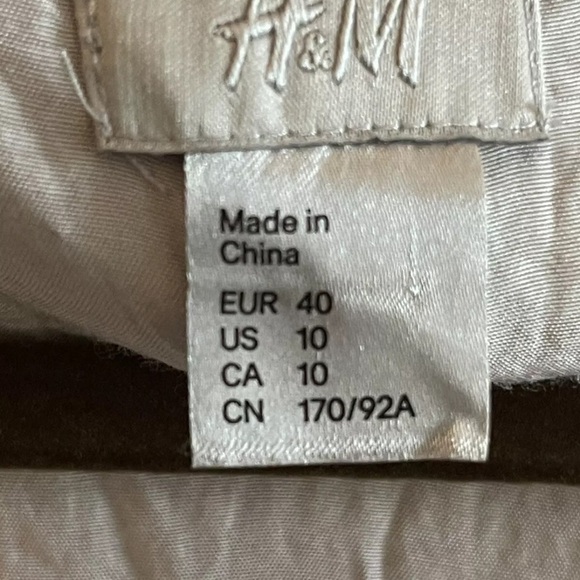 H&M
Made in
China
EUR 40
US 10
CA 10
CN 170/92A